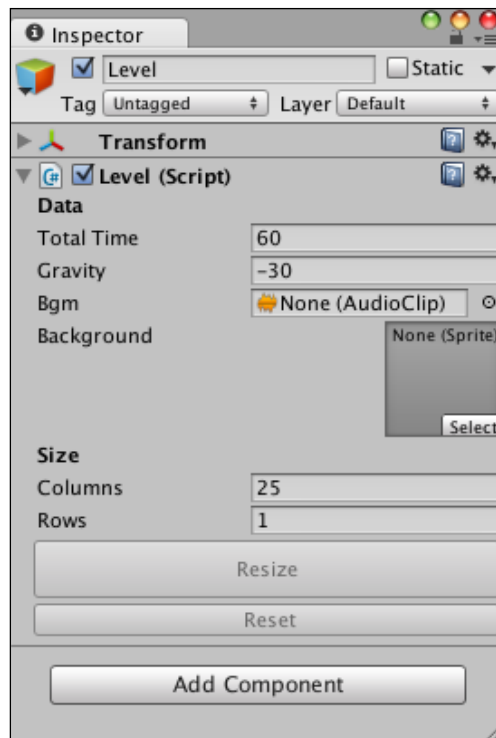 Inspector
Level Static
Tag Untagged Layer Default
Transform
C# Level (Script)
Data
Total Time 60
Gravity -30
Bgm None (AudioClip)
Background None (Sprite)
Select
Size
Columns 25
Rows 1
Resize
Reset
Add Component